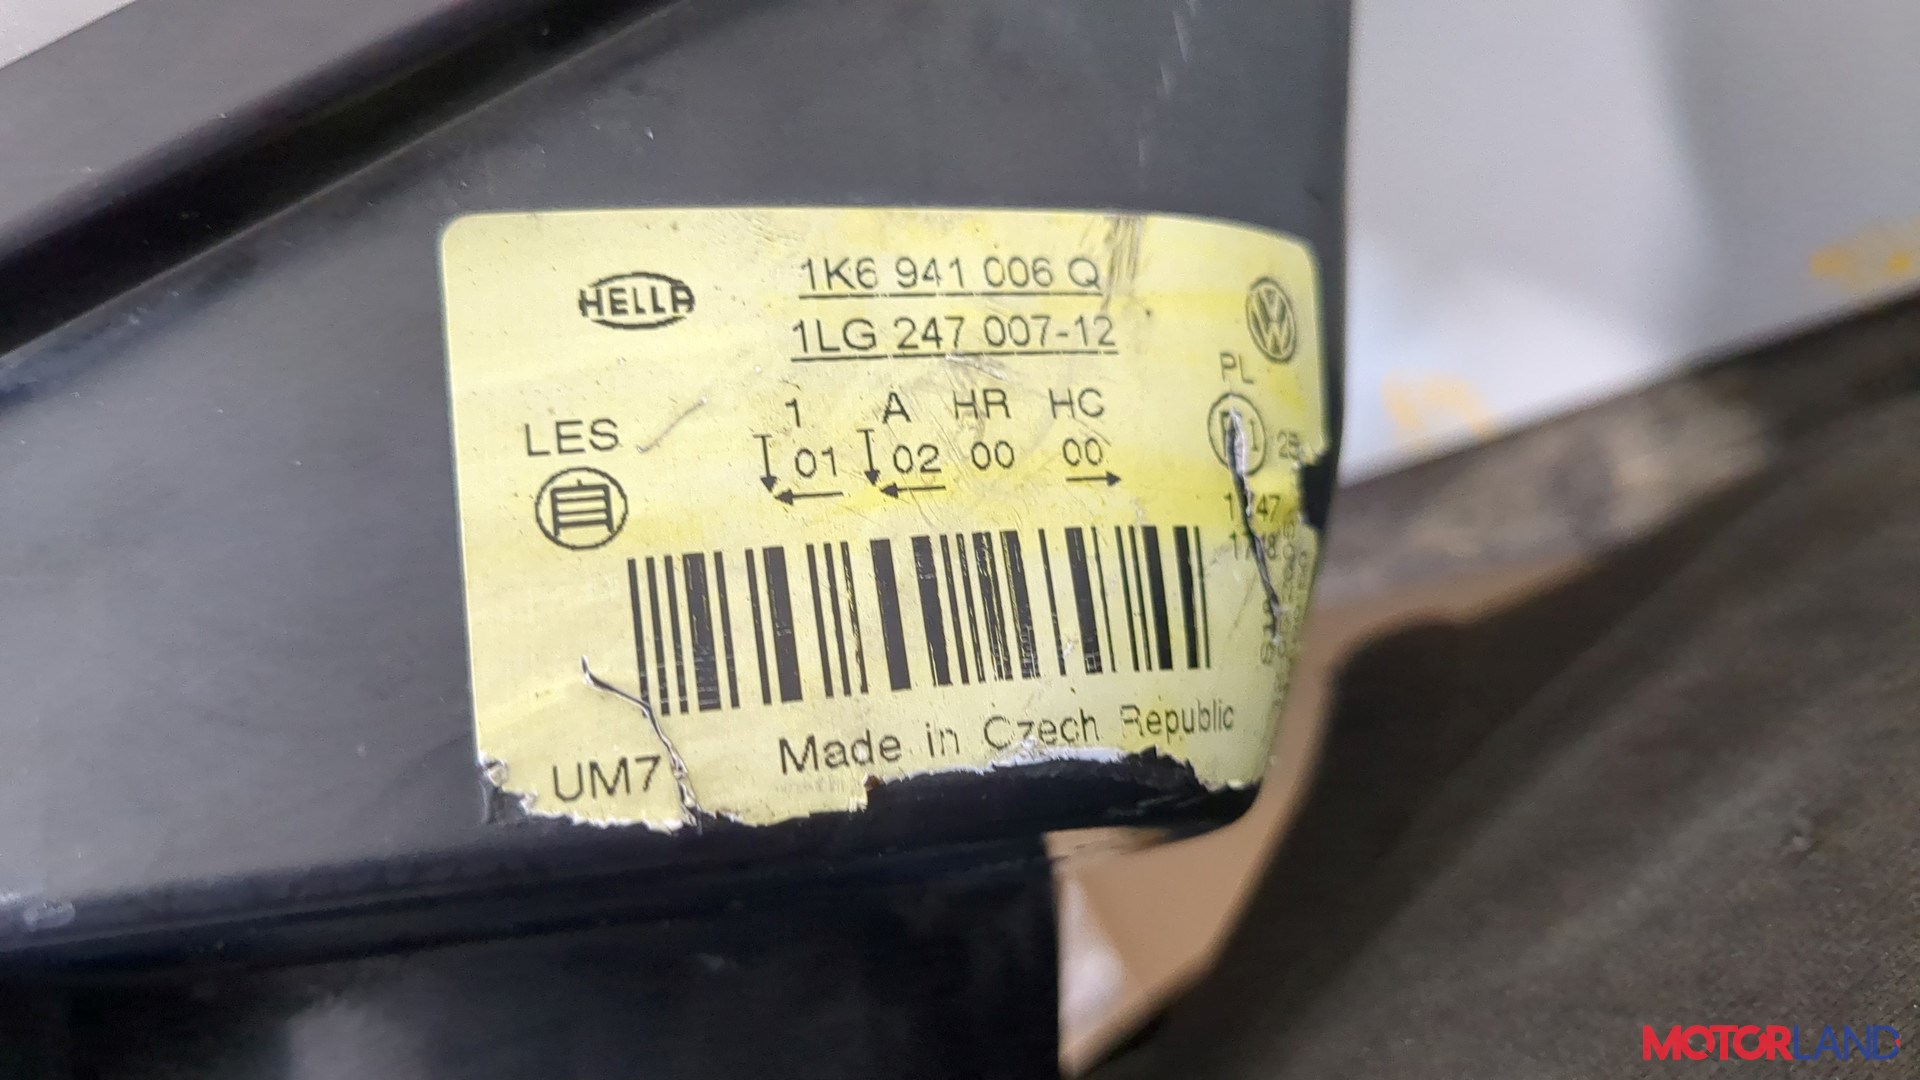 HELLA
1K6 941 006 Q
1LG 247 007-12
PL
LES
1 A HR HC
01 02 00 00
自
UM7
Made in Czech Republic
MOTORLAND